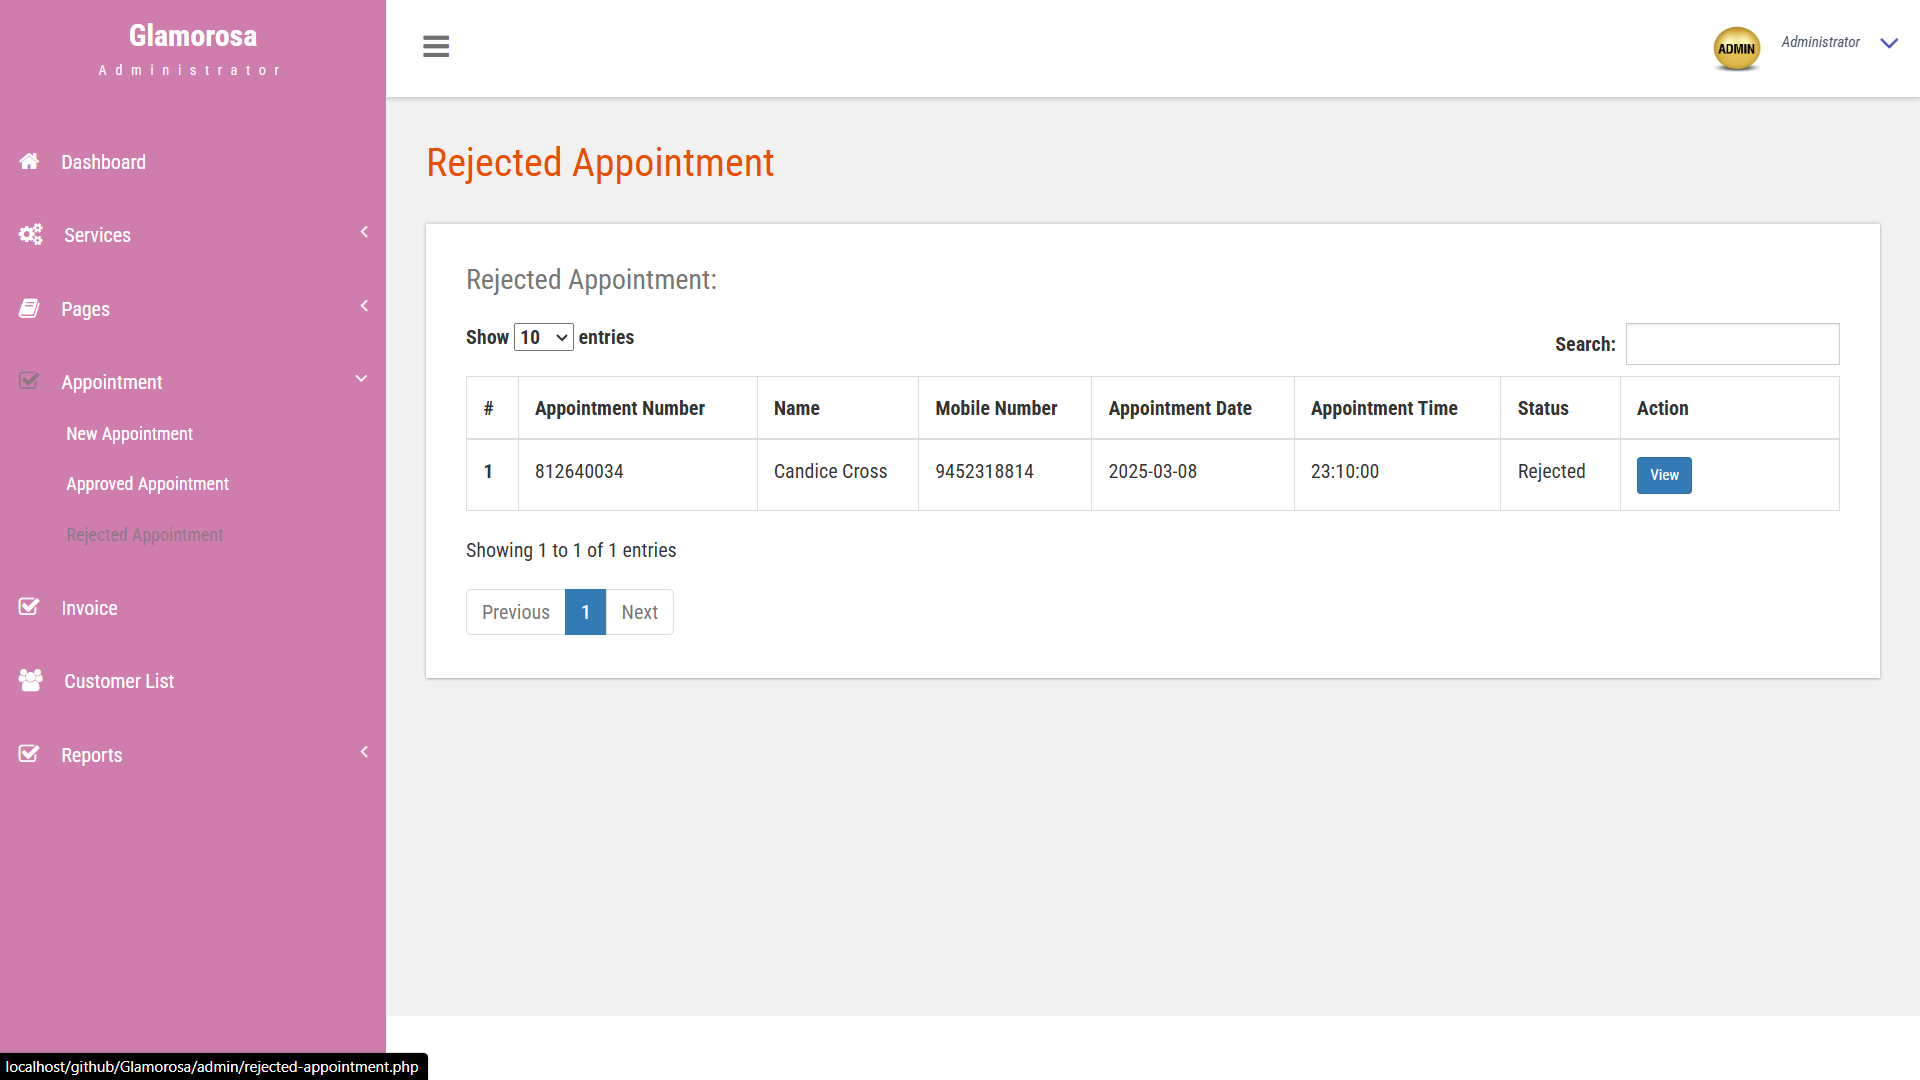 Glamorosa
Administrator
ADMIN
Administrator
Dashboard
Services
Pages
Appointment
New Appointment
Approved Appointment
Rejected Appointment
Invoice
Customer List
Reports
Rejected Appointment
Rejected Appointment:
Show 10 entries
Search:
# Appointment Number Name Mobile Number Appointment Date Appointment Time Status Action
1 812640034 Candice Cross 9452318814 2025-03-08 23:10:00 Rejected View
Showing 1 to 1 of 1 entries
Previous 1 Next
localhost/github/Glamorosa/admin/rejected-appointment.php